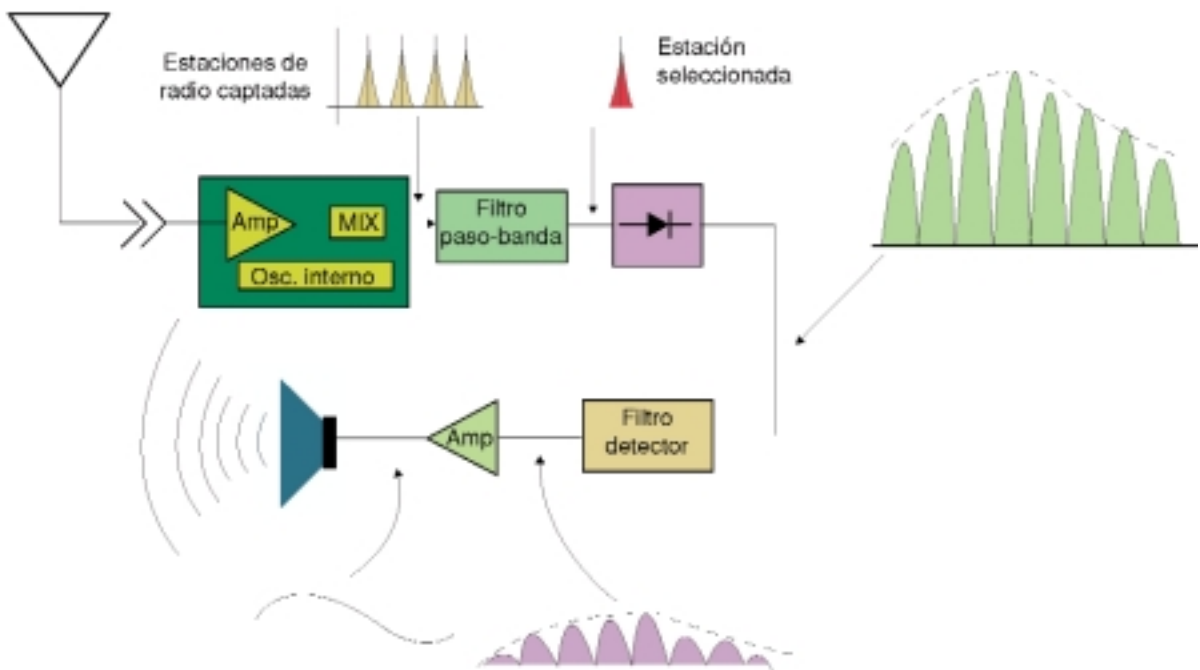 Estaciones de
radio captadas
Estación
seleccionada
Amp
MIX
Osc. interno
Filtro
paso-banda
Amp
Filtro
detector